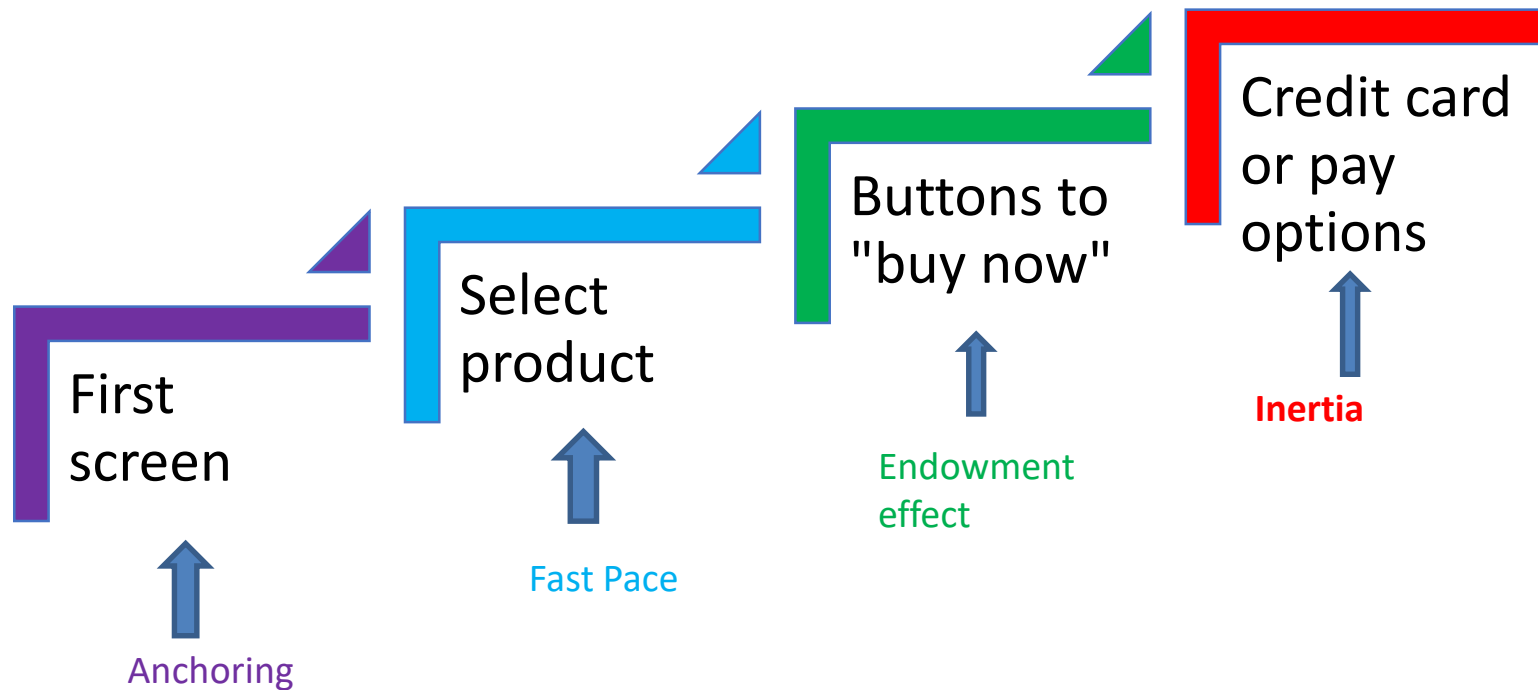 First
screen
Anchoring
Select
product
Fast Pace
Buttons to
"buy now"
Endowment
effect
Credit card
or pay
options
Inertia